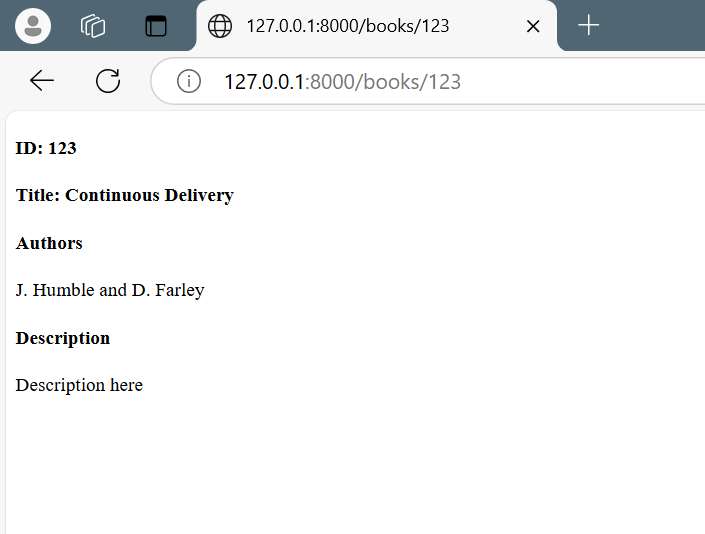 127.0.0.1:8000/books/123
127.0.0.1:8000/books/123
ID: 123
Title: Continuous Delivery
Authors
J. Humble and D. Farley
Description
Description here